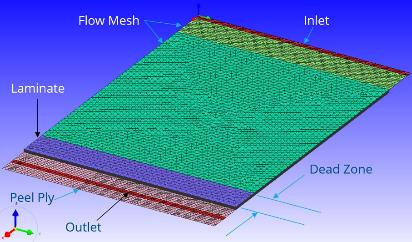 Flow Mesh
Inlet
Laminate
Dead Zone
Peel Ply
Outlet